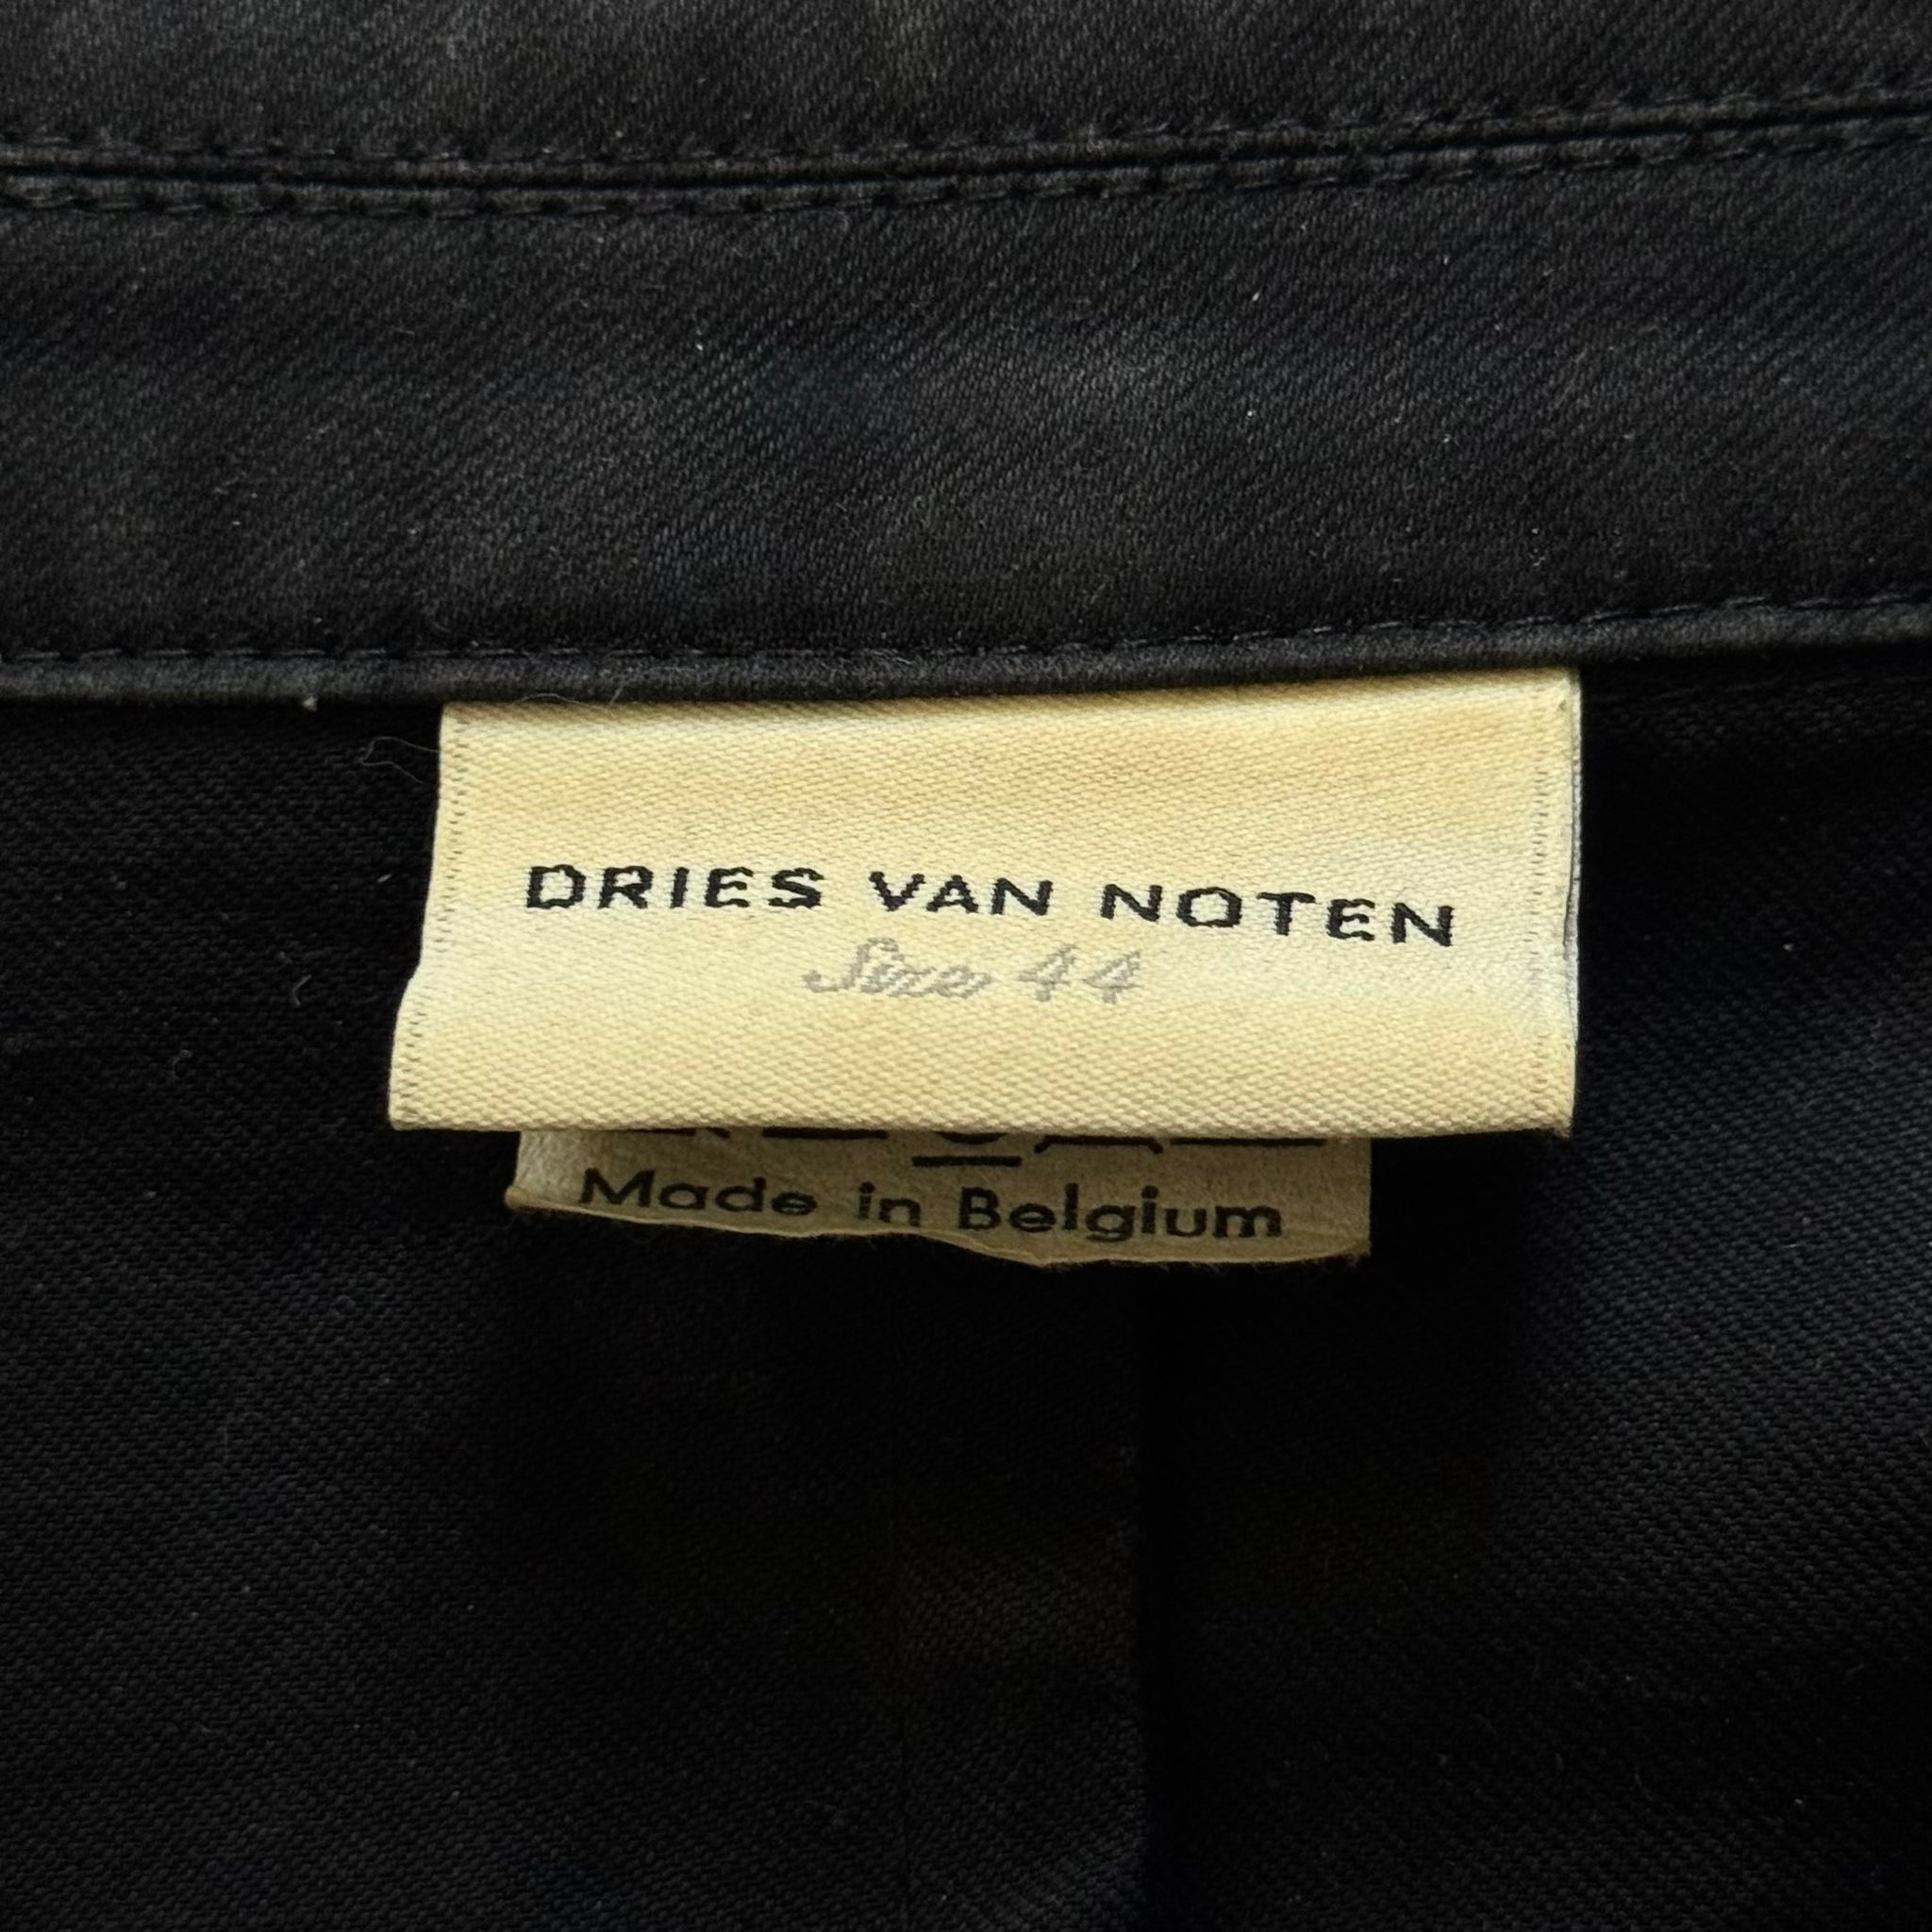 DRIES VAN NOTEN
Size 44
Made in Belgium